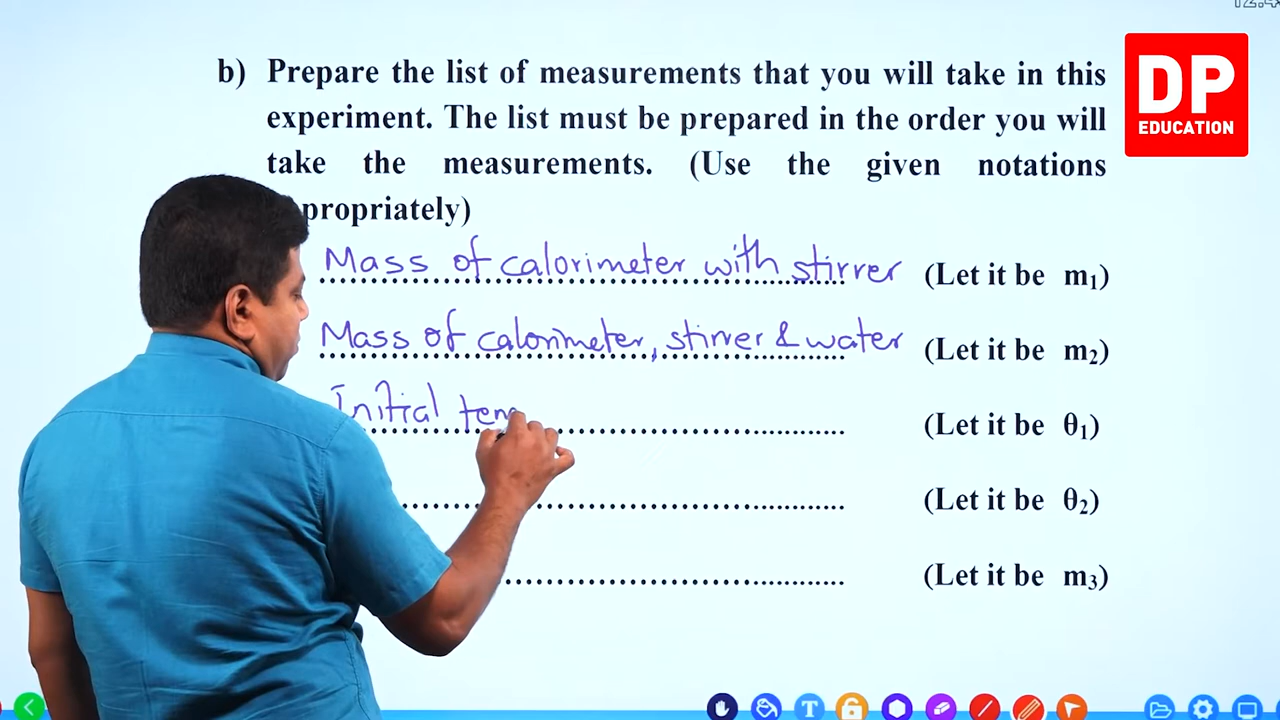 b) Prepare the list of measurements that you will take in this
experiment. The list must be prepared in the order you will
take the measurements. (Use the given notations
propriately)
Mass of calorimeter with stirrer (Let it be m₁)
Mass of calorimeter, stirrer & water (Let it be m₂)
Initial tem (Let it be θ₁)
(Let it be θ₂)
(Let it be m₃)
DP
EDUCATION
T